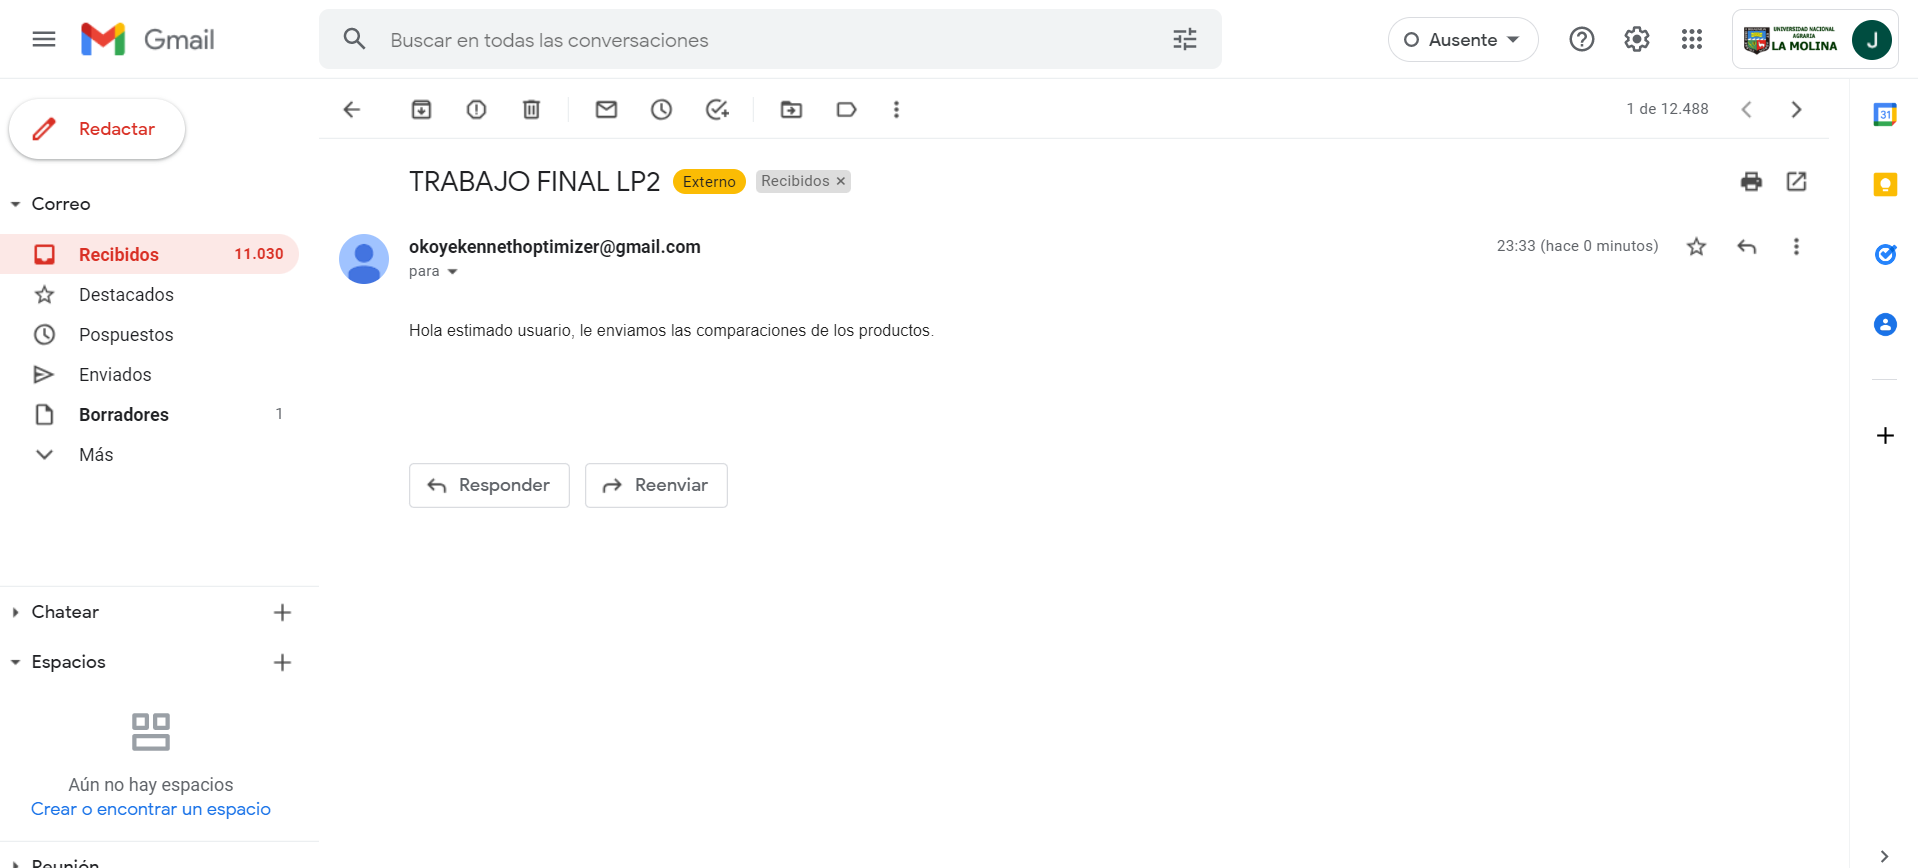 Gmail
Buscar en todas las conversaciones
Ausente
UNIVERSIDAD NACIONAL
AGRARIA
LA MOLINA
J
Redactar
1 de 12.488
31
TRABAJO FINAL LP2
Externo
Recibidos ×
Correo
Recibidos 11.030
okoyekennethoptimizer@gmail.com
23:33 (hace 0 minutos)
para
Destacados
Hola estimado usuario, le enviamos las comparaciones de los productos.
Pospuestos
Enviados
Borradores 1
Más
Responder
Reenviar
Chatear
Espacios
Aún no hay espacios
Crear o encontrar un espacio
Reunión